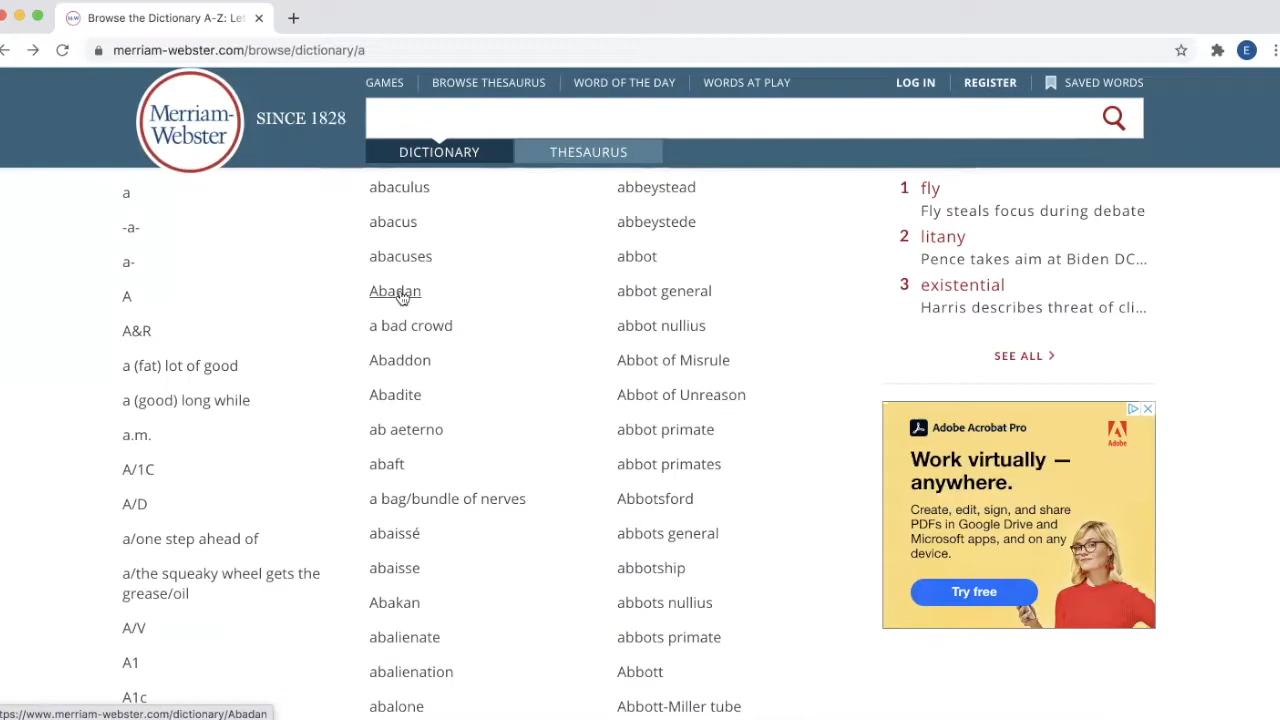 Browse the Dictionary A-Z: Let
merriam-webster.com/browse/dictionary/a
E
GAMES
BROWSE THESAURUS
WORD OF THE DAY
WORDS AT PLAY
LOG IN
REGISTER
SAVED WORDS
Merriam-
Webster
SINCE 1828
DICTIONARY
THESAURUS
a
-a-
a-
A
A&R
a (fat) lot of good
a (good) long while
a.m.
A/1C
A/D
a/one step ahead of
a/the squeaky wheel gets the
grease/oil
A/V
A1
A1c
abaculus
abacus
abacuses
Abadan
a bad crowd
Abaddon
Abadite
ab aeterno
abaft
a bag/bundle of nerves
abaissé
abaisse
Abakan
abalienate
abalienation
abalone
abbeystead
abbeystede
abbot
abbot general
abbot nullius
Abbot of Misrule
Abbot of Unreason
abbot primate
abbot primates
Abbotsford
abbots general
abbotship
abbots nullius
abbots primate
Abbott
Abbott-Miller tube
1 fly
Fly steals focus during debate
2 litany
Pence takes aim at Biden DC...
3 existential
Harris describes threat of cli...
SEE ALL >
Adobe Acrobat Pro
Adobe
Work virtually —
anywhere.
Create, edit, sign, and share
PDFs in Google Drive and
Microsoft apps, and on any
device.
Try free
tps://www.merriam-webster.com/dictionary/Abadan